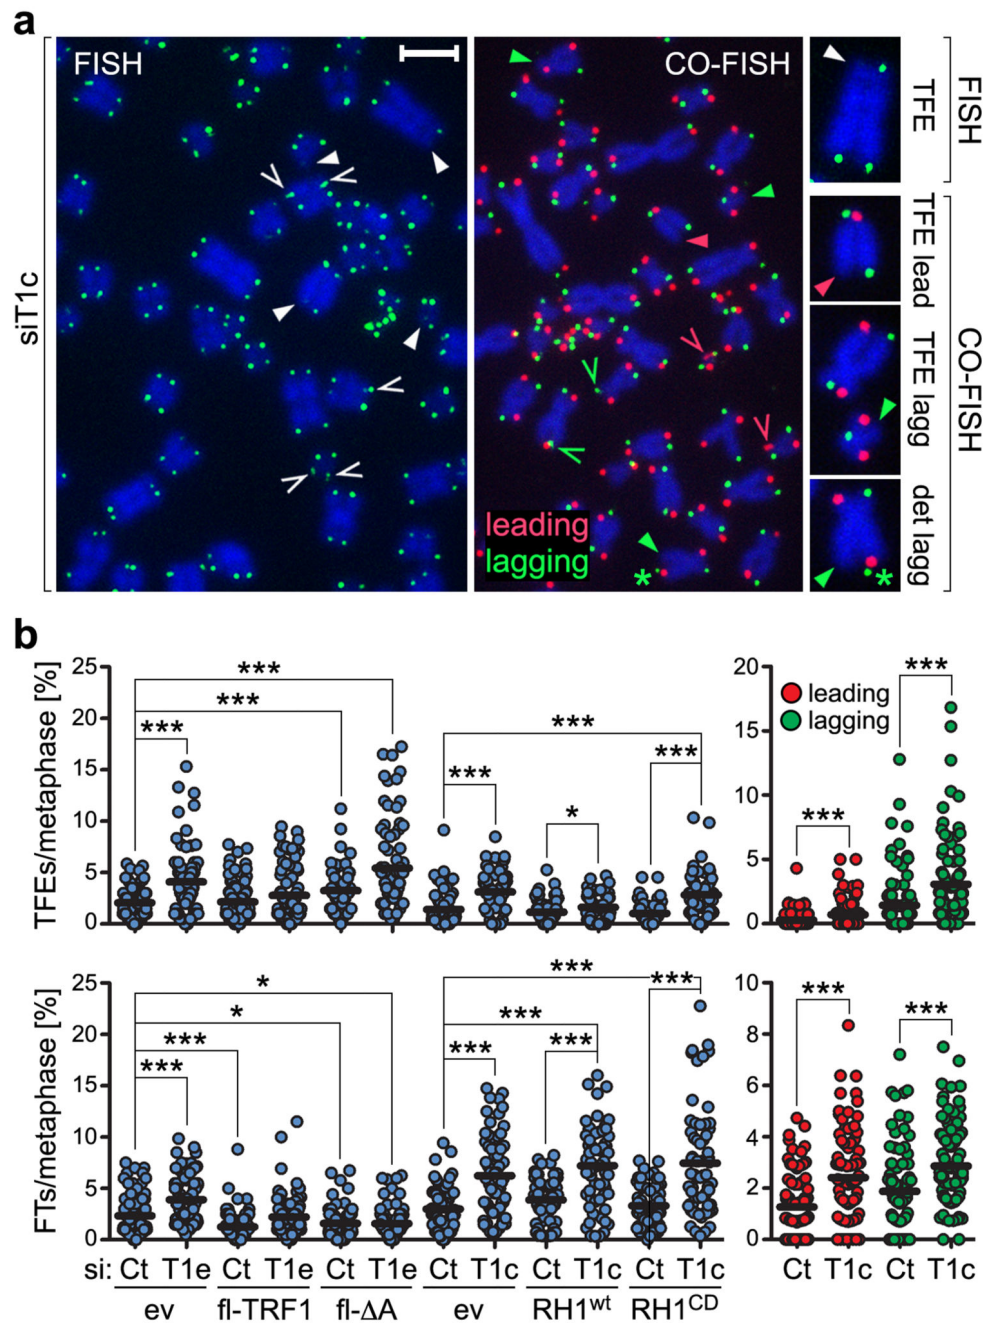 a
siT1c
FISH
CO-FISH
leading
lagging
*
TFE
FISH
TFE lead
TFE lagg
det lagg
*
CO-FISH
b
TFEs/metaphase [%]
25
20
15
10
5
0
***
***
***
***
***
*
***
20
15
10
5
0
leading
lagging
***
***
FTs/metaphase [%]
25
20
15
10
5
0
*
*
***
***
***
***
***
***
***
10
8
6
4
2
0
***
***
si: Ct T1e Ct T1e Ct T1e Ct T1c Ct T1c Ct T1c
ev fl-TRF1 fl-ΔA ev RH1wt RH1CD
Ct T1c Ct T1c